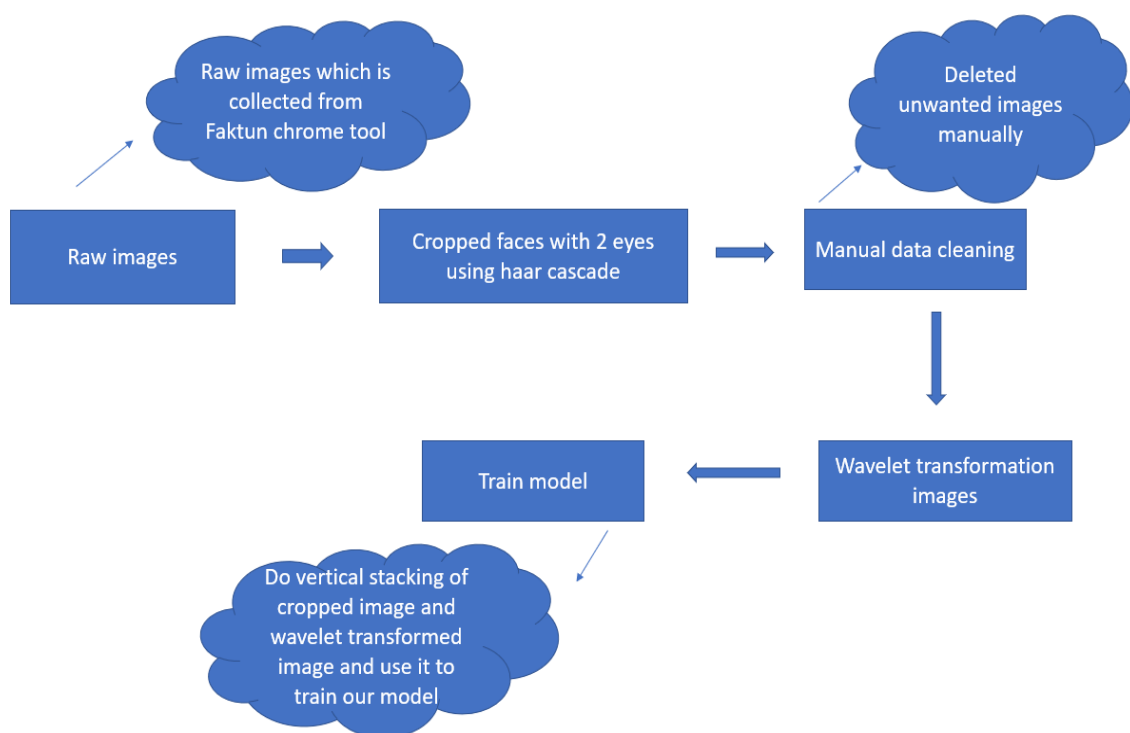 Raw images which is
collected from
Faktun chrome tool
Deleted
unwanted images
manually
Raw images
Cropped faces with 2 eyes
using haar cascade
Manual data cleaning
Train model
Wavelet transformation
images
Do vertical stacking of
cropped image and
wavelet transformed
image and use it to
train our model